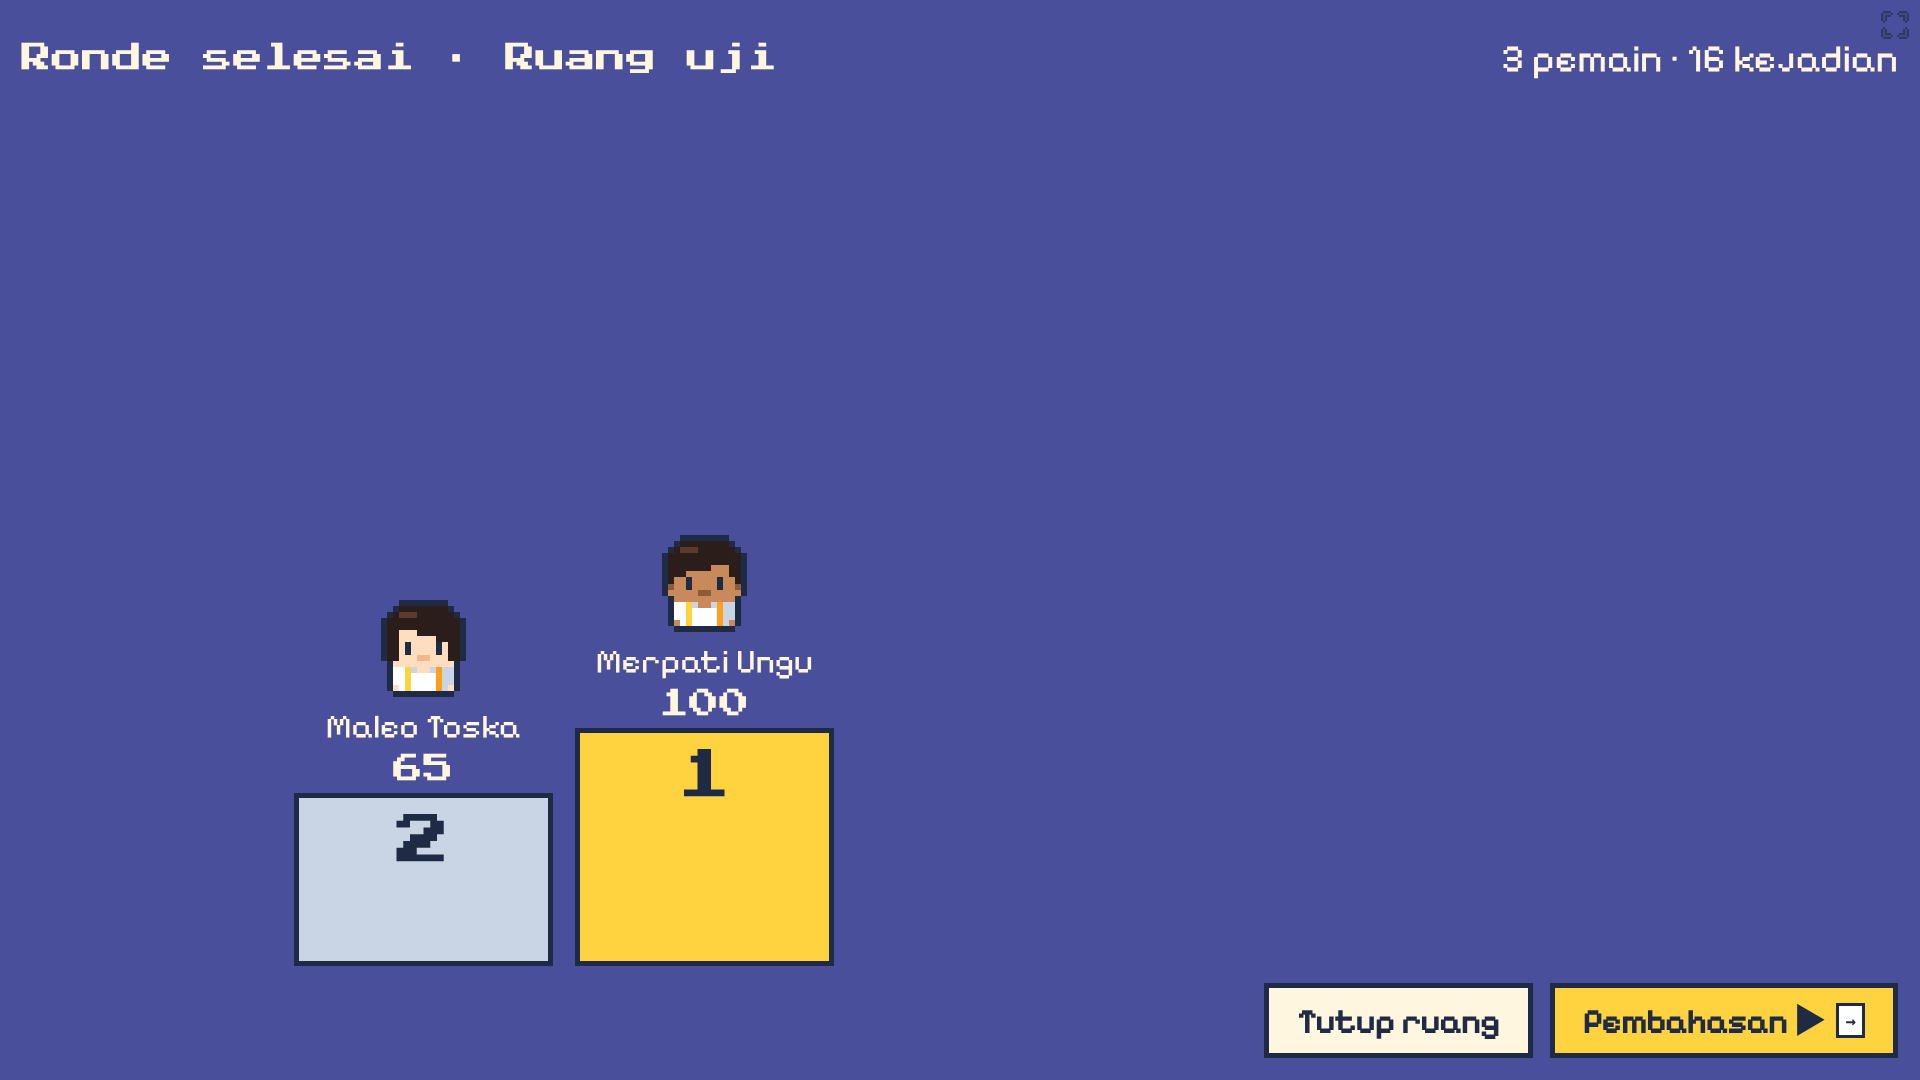 Ronde selesai · Ruang uji
3 pemain · 16 kejadian
Merpati Ungu
100
1
Maleo Toska
65
2
Tutup ruang
Pembahasan ▶ →